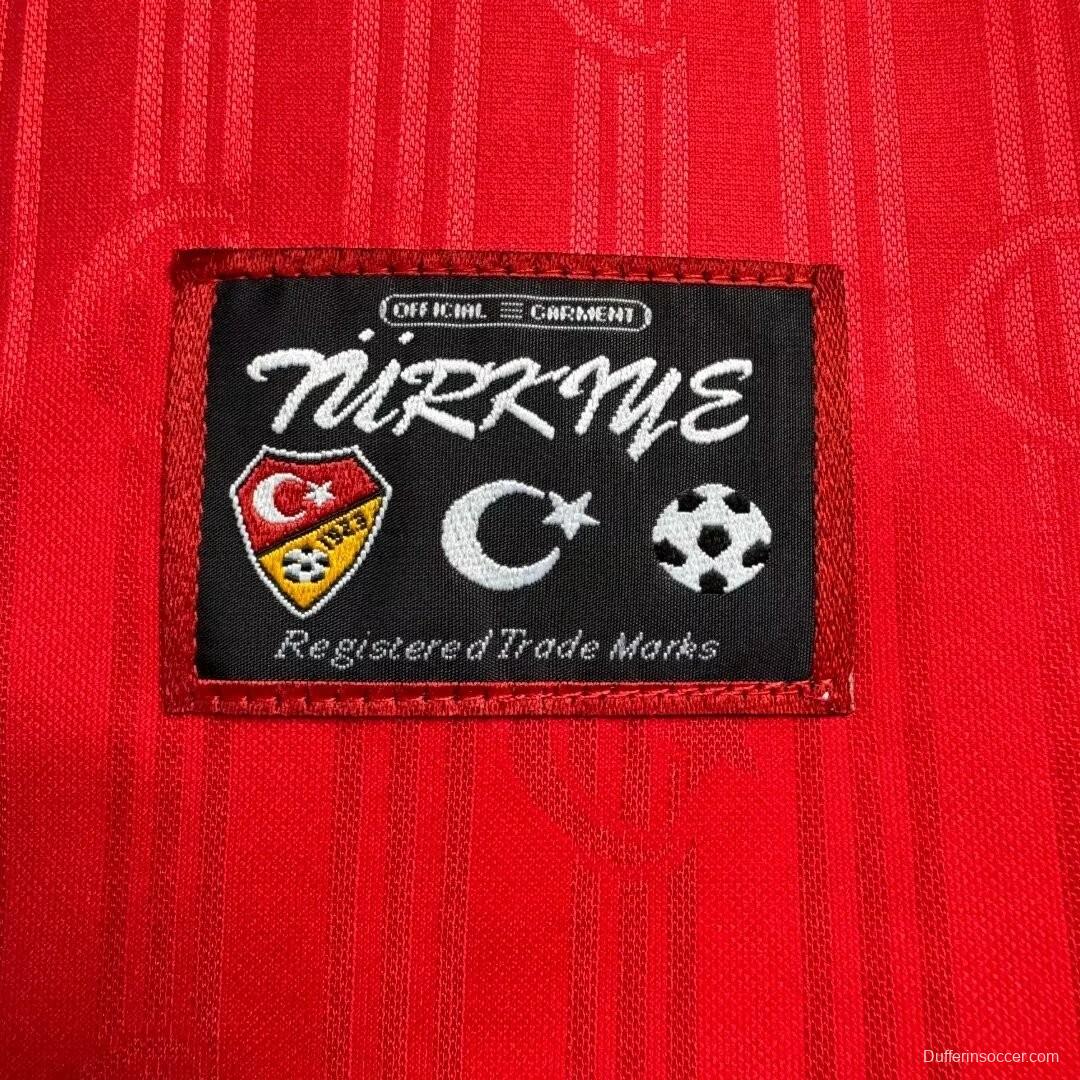 OFFICIAL GARMENT
TÜRKIYE
1923
Registered Trade Marks
Dufferinsoccer.com